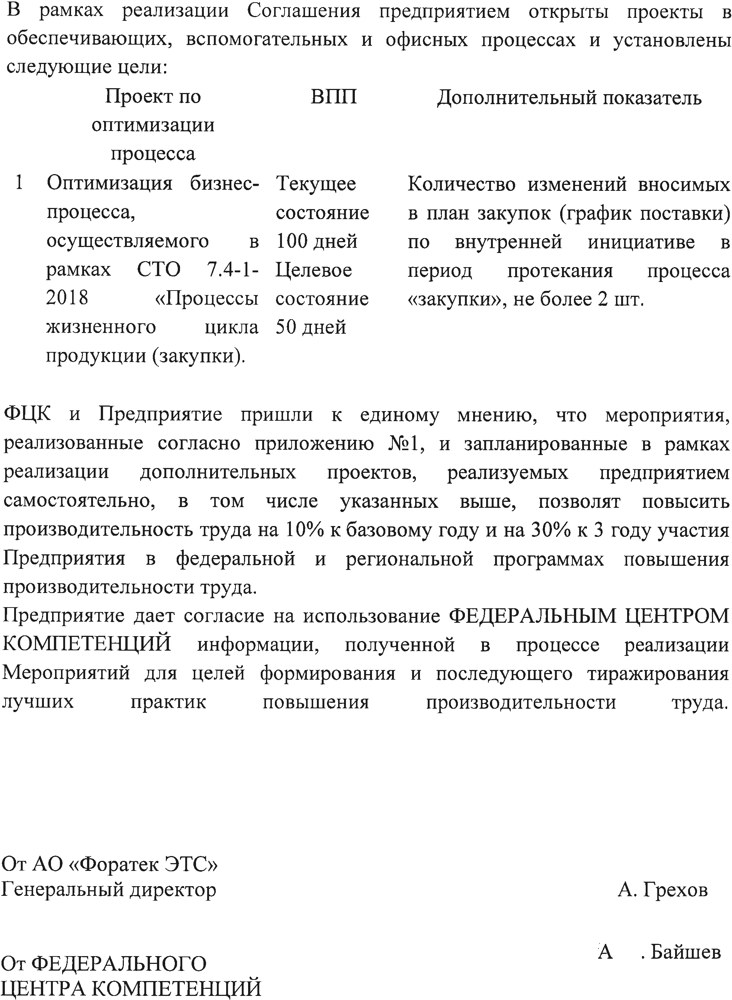 В рамках реализации Соглашения предприятием открыты проекты в
обеспечивающих, вспомогательных и офисных процессах и установлены
следующие цели:
Проект по
оптимизации
процесса
ВПП
Дополнительный показатель
1
Оптимизация бизнес-
процесса,
осуществляемого в
рамках СТО 7.4-1-
2018 «Процессы
жизненного цикла
продукции (закупки).
Текущее
состояние
100 дней
Целевое
состояние
50 дней
Количество изменений вносимых
в план закупок (график поставки)
по внутренней инициативе в
период протекания процесса
«закупки», не более 2 шт.
ФЦК и Предприятие пришли к единому мнению, что мероприятия,
реализованные согласно приложению №1, и запланированные в рамках
реализации дополнительных проектов, реализуемых предприятием
самостоятельно, в том числе указанных выше, позволят повысить
производительность труда на 10% к базовому году и на 30% к 3 году участия
Предприятия в федеральной и региональной программах повышения
производительности труда.
Предприятие дает согласие на использование ФЕДЕРАЛЬНЫМ ЦЕНТРОМ
КОМПЕТЕНЦИЙ информации, полученной в процессе реализации
Мероприятий для целей формирования и последующего тиражирования
лучших практик повышения производительности труда.
От АО «Форатек ЭТС»
Генеральный директор
А. Грехов
А . Байшев
От ФЕДЕРАЛЬНОГО
ЦЕНТРА КОМПЕТЕНЦИЙ